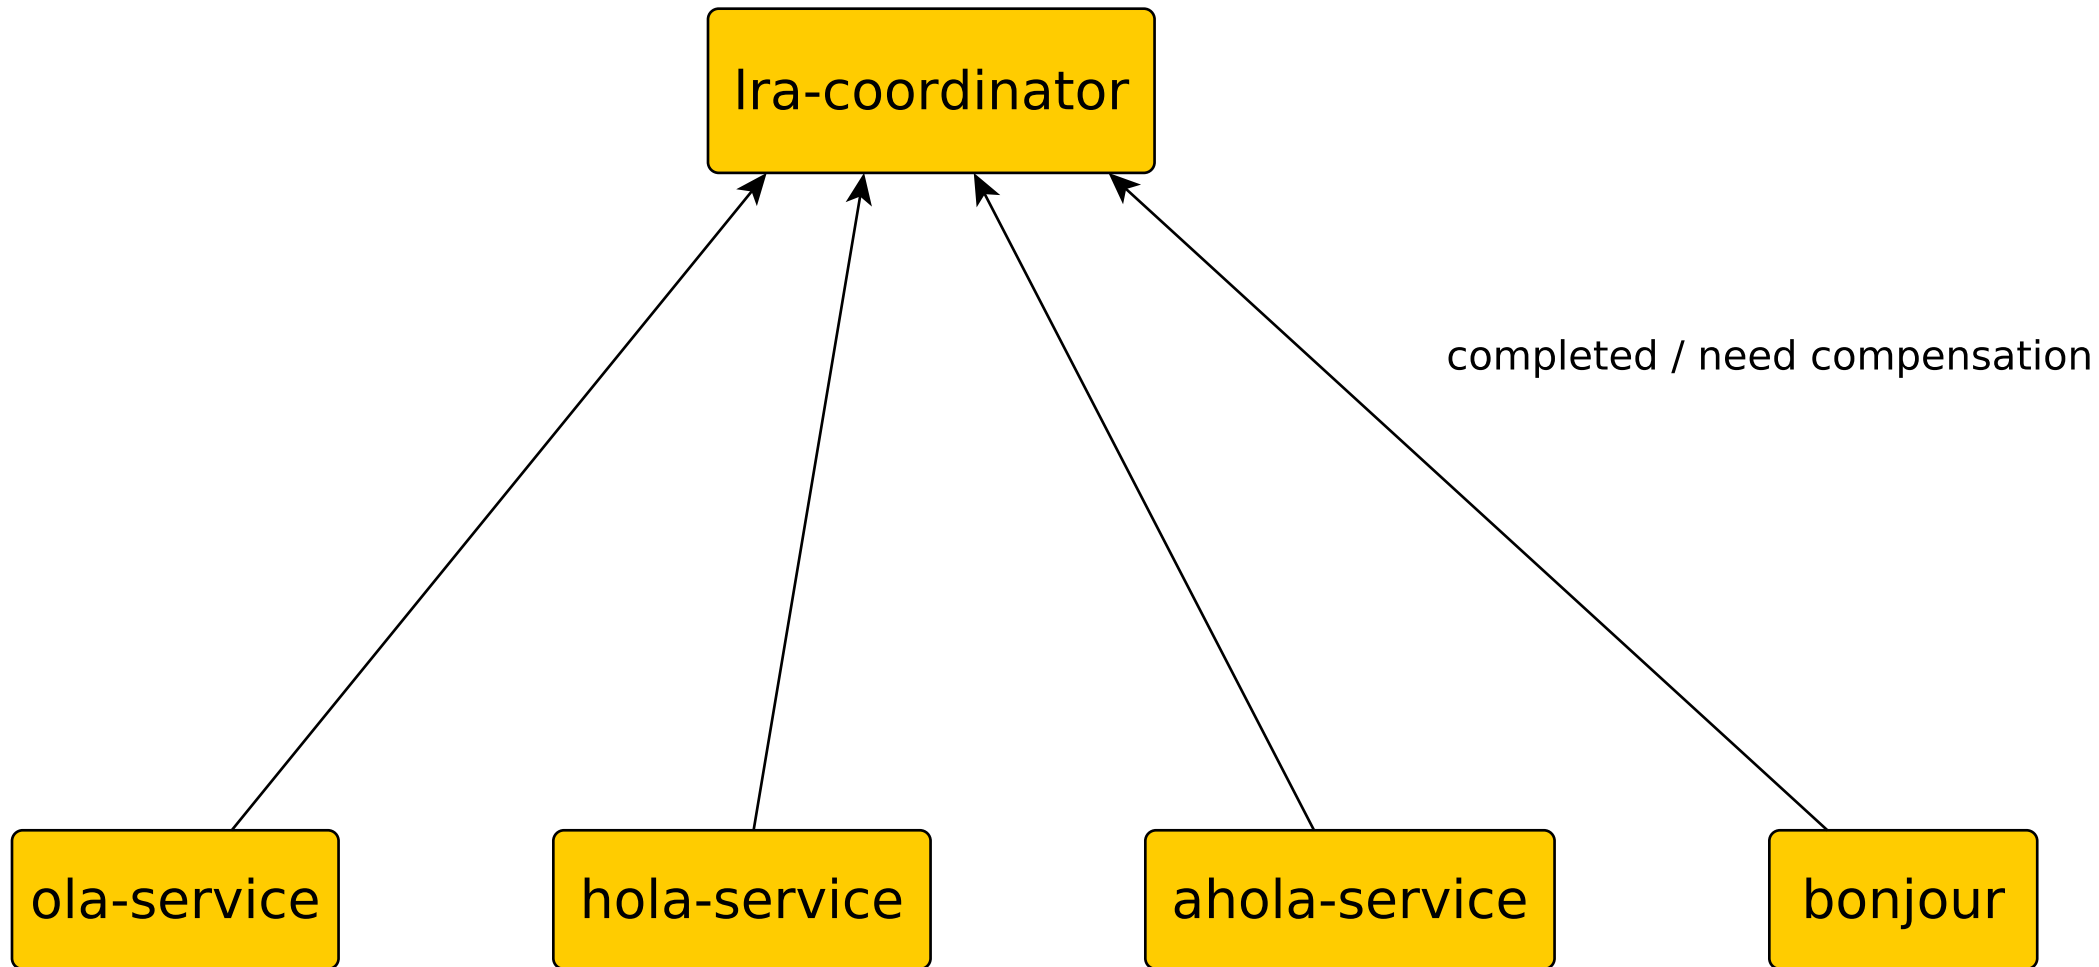 lra-coordinator
completed / need compensation
ola-service
hola-service
ahola-service
bonjour